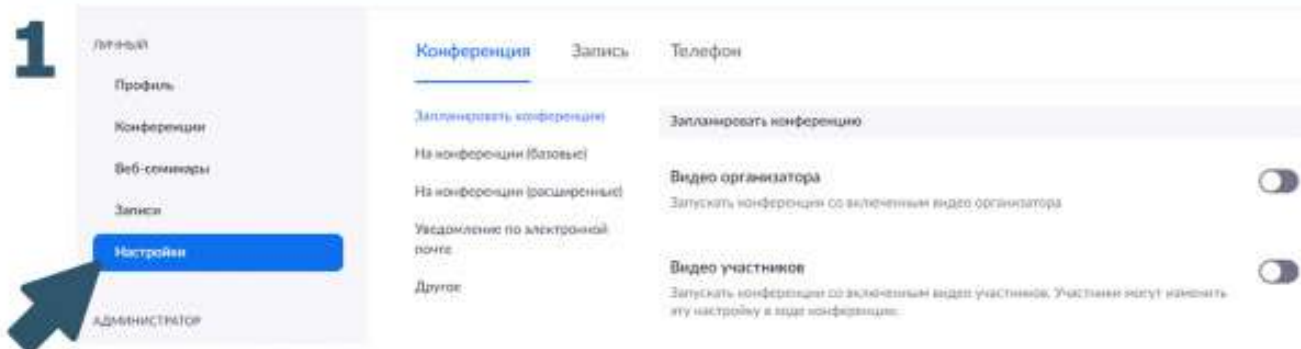 1
ЛИЧНЫЙ
Профиль
Конференции
Веб-семинары
Записи
Настройки
АДМИНИСТРАТОР
Конференция Запись Телефон
Запланировать конференцию
На конференции (базовые)
На конференции (расширенные)
Уведомление по электронной
почте
Другое
Запланировать конференцию
Видео организатора
Запускать конференции со включенным видео организатора
Видео участников
Запускать конференции со включенным видео участников. Участники могут изменить
эту настройку в ходе конференции.